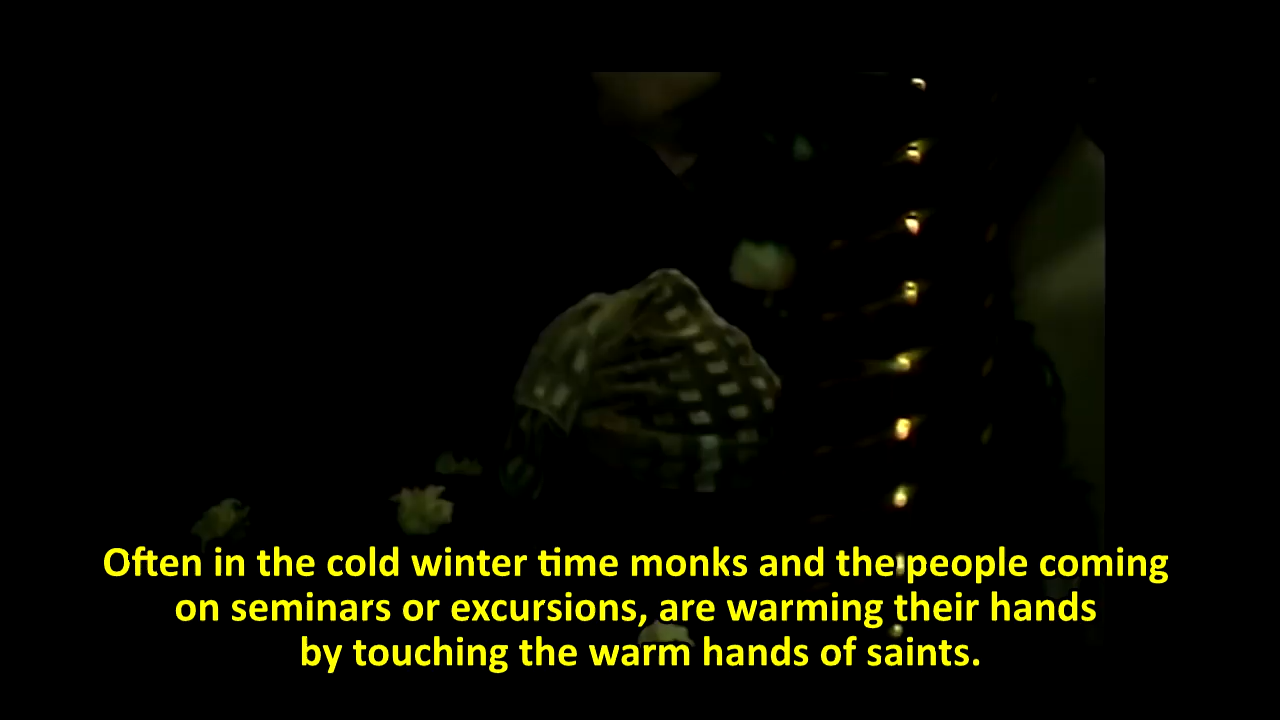 Often in the cold winter time monks and the people coming
on seminars or excursions, are warming their hands
by touching the warm hands of saints.